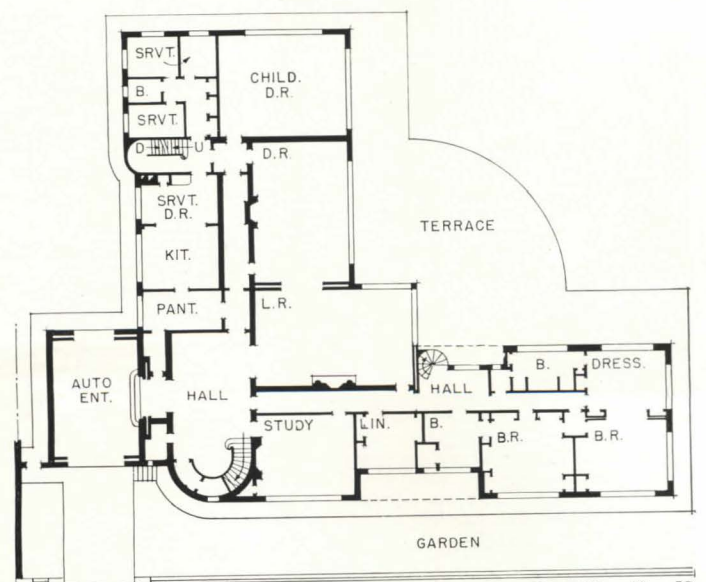 SRVT.
CHILD.
D.R.
B.
SRVT.
D
U
D.R.
SRVT.
D.R.
TERRACE
KIT.
PANT.
L.R.
AUTO
ENT.
HALL
HALL
B.
DRESS.
STUDY
LIN.
B.
B.R.
B.R.
GARDEN